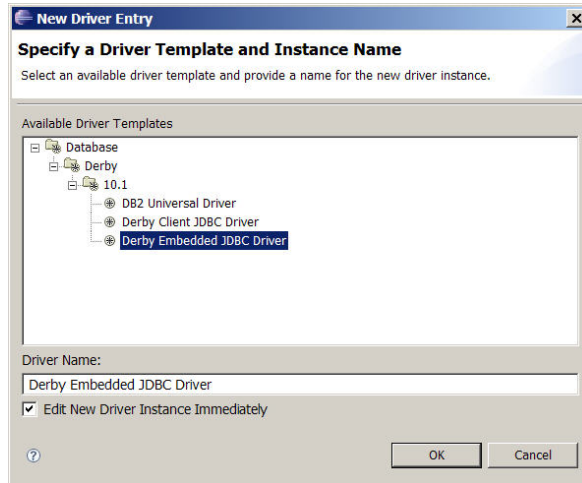 New Driver Entry
Specify a Driver Template and Instance Name
Select an available driver template and provide a name for the new driver instance.
Available Driver Templates
Database
Derby
10.1
DB2 Universal Driver
Derby Client JDBC Driver
Derby Embedded JDBC Driver
Driver Name:
Derby Embedded JDBC Driver
Edit New Driver Instance Immediately
OK
Cancel